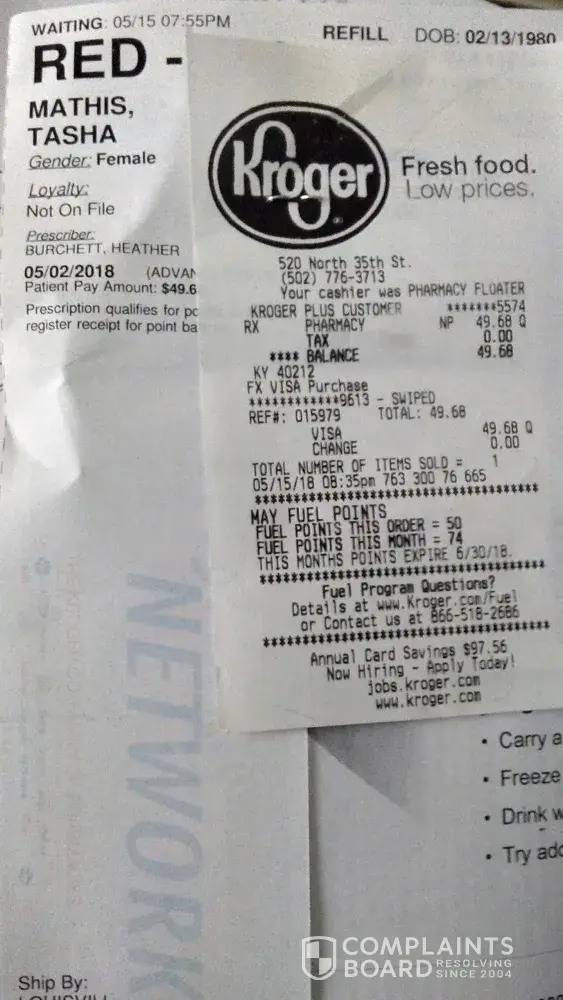 WAITING: 05/15 07:55PM
REFILL DOB: 02/13/1980
RED -
MATHIS,
TASHA
Gender: Female
Loyalty:
Not On File
Prescriber:
BURCHETT, HEATHER
05/02/2018 (ADVAN
Patient Pay Amount: $49.6
Prescription qualifies for po
register receipt for point ba
Kroger
Fresh food.
Low prices.
520 North 35th St.
(502) 776-3713
Your cashier was PHARMACY FLOATER
KROGER PLUS CUSTOMER *******5574
RX PHARMACY NP 49.68 Q
TAX 0.00
**** BALANCE 49.68
KY 40212
FX VISA Purchase
************9613 - SWIPED
REF#: 015979 TOTAL: 49.68
VISA 49.68 Q
CHANGE 0.00
TOTAL NUMBER OF ITEMS SOLD = 1
05/15/18 08:35pm 763 300 76 665
MAY FUEL POINTS
FUEL POINTS THIS ORDER = 50
FUEL POINTS THIS MONTH = 74
THIS MONTHS POINTS EXPIRE 6/30/18.
Fuel Program Questions?
Details at www.Kroger.com/Fuel
or Contact us at 866-518-2686
Annual Card Savings $97.56
Now Hiring - Apply Today!
jobs.kroger.com
www.kroger.com
• Carry a
• Freeze
• Drink w
• Try add
NETWORK
Ship By:
LOUISVILL
COMPLAINTS
BOARD RESOLVING
SINCE 2004